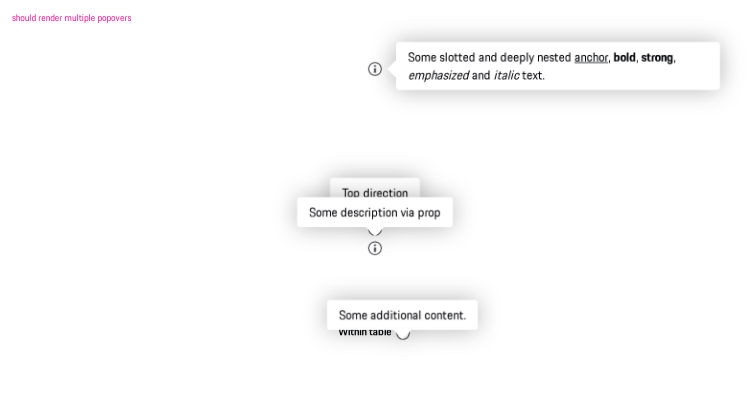 should render multiple popovers
Some slotted and deeply nested anchor, bold, strong,
emphasized and italic text.
Top direction
Some description via prop
Some additional content.
Within table